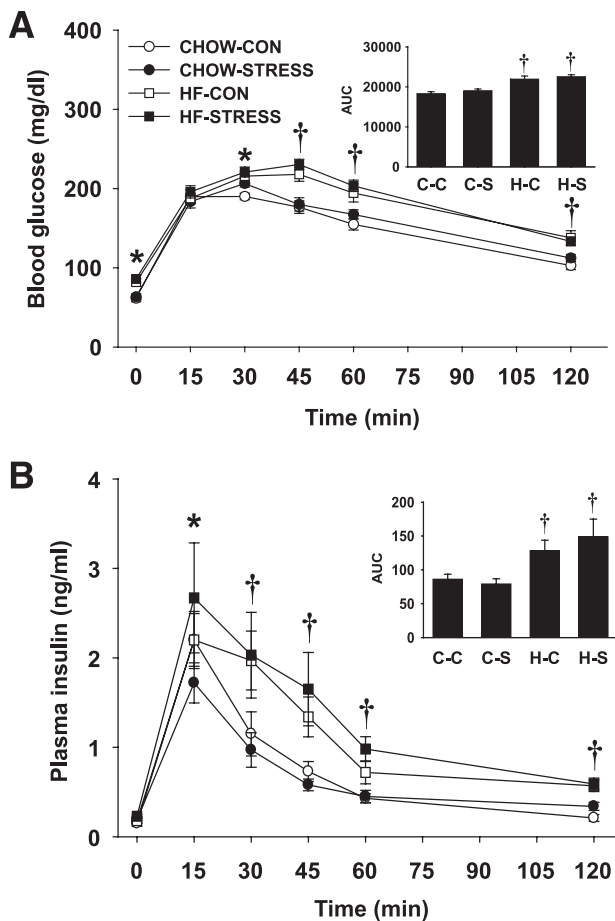 A
Blood glucose (mg/dl)
400
300
200
100
0
CHOW-CON
CHOW-STRESS
HF-CON
HF-STRESS
*
*
†
†
†
0 15 30 45 60 75 90 105 120
Time (min)
AUC
30000
20000
10000
0
† †
C-C C-S H-C H-S
B
Plasma insulin (ng/ml)
4
3
2
1
0
*
†
†
†
†
0 15 30 45 60 75 90 105 120
Time (min)
AUC
200
150
100
50
0
† †
C-C C-S H-C H-S